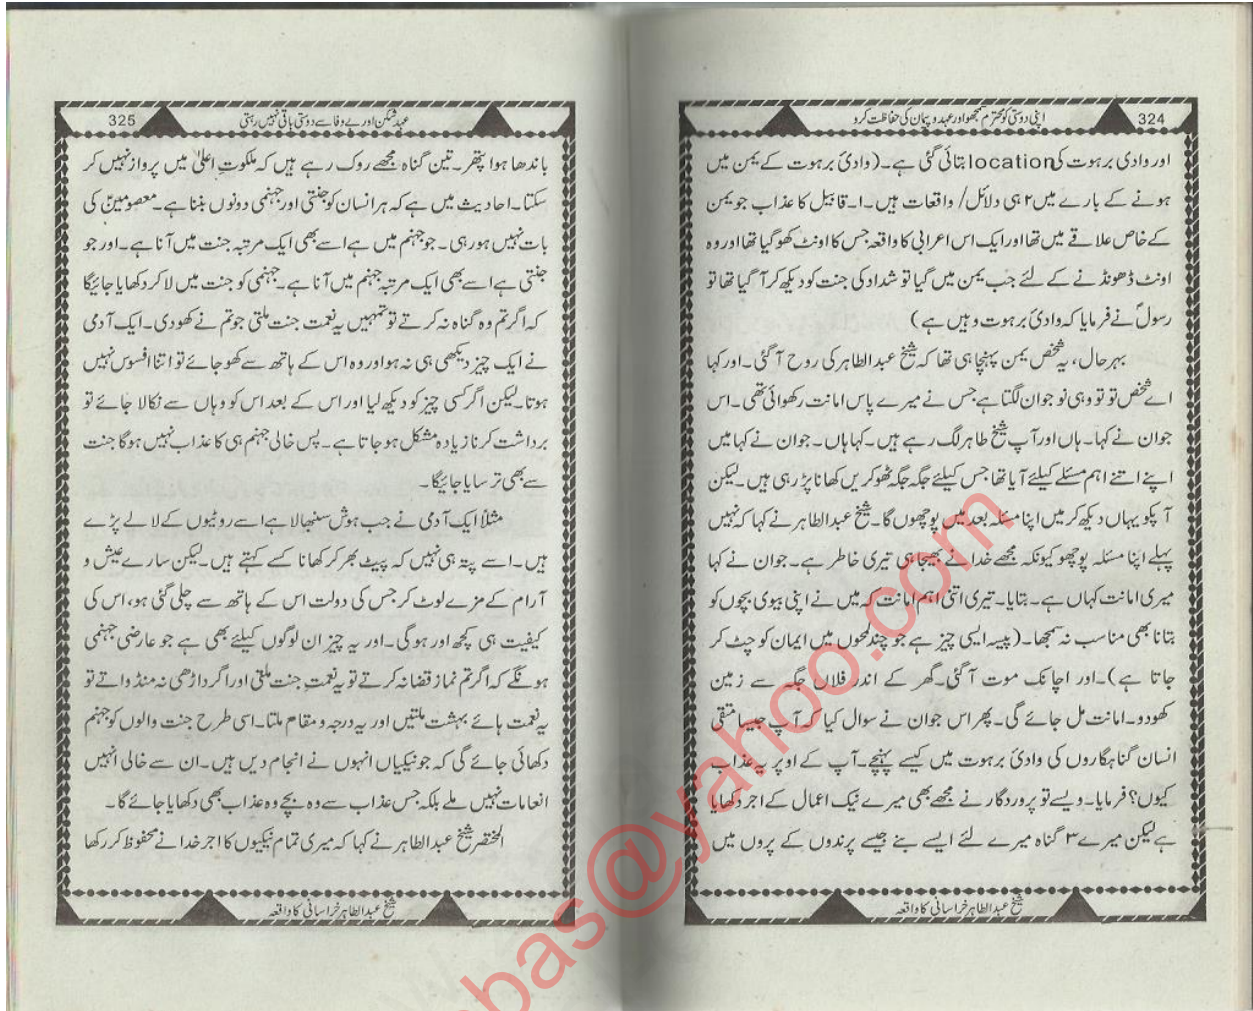 324
اپنی دوستی کو محترم سمجھو اور عہد و پیمان کی حفاظت کرو
اور وادی برہوت کی location بتائی گئی ہے۔ (وادیٔ برہوت کے یمن میں
ہونے کے بارے میں ۲ ہی دلائل/ واقعات ہیں۔ ا۔ قابیل کا عذاب جو یمن
کے خاص علاقے میں تھا اور ایک اس اعرابی کا واقعہ جس کا اونٹ کھو گیا تھا اور وہ
اونٹ ڈھونڈنے کے لئے جب یمن میں گیا تو شداد کی جنت کو دیکھ کر آ گیا تھا تو
رسولؐ نے فرمایا کہ وادیٔ برہوت وہیں ہے)
بہرحال، یہ شخص یمن پہنچا ہی تھا کہ شیخ عبدالطاہر کی روح آ گئی۔ اور کہا
اے شخص تو تو وہی نوجوان لگتا ہے جس نے میرے پاس امانت رکھوائی تھی۔ اس
جوان نے کہا۔ ہاں اور آپ شیخ طاہر لگ رہے ہیں۔ کہا ہاں۔ جوان نے کہا میں
اپنے اتنے اہم مسئلے کیلئے آیا تھا جس کیلئے جگہ جگہ ٹھوکریں کھانا پڑ رہی ہیں۔ لیکن
آپکو یہاں دیکھ کر میں اپنا مسئلہ بعد میں پوچھوں گا۔ شیخ عبدالطاہر نے کہا کہ نہیں
پہلے اپنا مسئلہ پوچھو کیونکہ مجھے خدا نے بھیجا ہی تیری خاطر ہے۔ جوان نے کہا
میری امانت کہاں ہے۔ بتایا۔ تیری اتنی اہم امانت کہ میں نے اپنی بیوی بچوں کو
بتانا بھی مناسب نہ سمجھا۔ (پیسہ ایسی چیز ہے جو چند لمحوں میں ایمان کو چٹ کر
جاتا ہے)۔ اور اچانک موت آ گئی۔ گھر کے اندر فلاں جگہ سے زمین
کھودو۔ امانت مل جائے گی۔ پھر اس جوان نے سوال کیا کہ آپ جیسا متقی
انسان گناہگاروں کی وادیٔ برہوت میں کیسے پہنچے۔ آپ کے اوپر یہ عذاب
کیوں؟ فرمایا۔ ویسے تو پروردگار نے مجھے بھی میرے نیک اعمال کے اجر دکھایا
ہے لیکن میرے ۳ گناہ میرے لئے ایسے بنے جیسے پرندوں کے پروں میں
شیخ عبدالطاہر خراسانی کا واقعہ
325
عہد شکن اور بے وفا سے دوستی باقی نہیں رہتی
باندھا ہوا پتھر۔ تین گناہ مجھے روک رہے ہیں کہ ملکوتِ اعلیٰ میں پرواز نہیں کر
سکتا۔ احادیث میں ہے کہ ہر انسان کو جنتی اور جہنمی دونوں بننا ہے۔ معصومینؑ کی
بات نہیں ہو رہی۔ جو جہنم میں ہے اسے بھی ایک مرتبہ جنت میں آنا ہے۔ اور جو
جنتی ہے اسے بھی ایک مرتبہ جہنم میں آنا ہے۔ جہنمی کو جنت میں لا کر دکھایا جائیگا
کہ اگر تم وہ گناہ نہ کرتے تو تمہیں یہ نعمت جنت ملتی جو تم نے کھو دی۔ ایک آدمی
نے ایک چیز دیکھی ہی نہ ہو اور وہ اس کے ہاتھ سے کھو جائے تو اتنا افسوس نہیں
ہوتا۔ لیکن اگر کسی چیز کو دیکھ لیا اور اس کے بعد اس کو وہاں سے نکالا جائے تو
برداشت کرنا زیادہ مشکل ہو جاتا ہے۔ پس خالی جہنم ہی کا عذاب نہیں ہوگا جنت
سے بھی ترسایا جائیگا۔
مثلاً ایک آدمی نے جب ہوش سنبھالا ہے اسے روٹیوں کے لالے پڑے
ہیں۔ اسے پتہ ہی نہیں کہ پیٹ بھر کر کھانا کسے کہتے ہیں۔ لیکن سارے عیش و
آرام کے مزے لوٹ کر جس کی دولت اس کے ہاتھ سے چلی گئی ہو، اس کی
کیفیت ہی کچھ اور ہوگی۔ اور یہ چیز ان لوگوں کیلئے بھی ہے جو عارضی جہنمی
ہونگے کہ اگر تم نماز قضا نہ کرتے تو یہ نعمتِ جنت ملتی اور اگر داڑھی نہ منڈواتے تو
یہ نعمت ہائے بہشت ملتیں اور یہ درجہ و مقام ملتا۔ اسی طرح جنت والوں کو جہنم
دکھائی جائے گی کہ جو نیکیاں انہوں نے انجام دیں ہیں۔ ان سے خالی انہیں
انعامات نہیں ملے بلکہ جس عذاب سے وہ بچے وہ عذاب بھی دکھایا جائے گا۔
المختصر شیخ عبدالطاہر نے کہا کہ میری تمام نیکیوں کا اجر خدا نے محفوظ کر رکھا
شیخ عبدالطاہر خراسانی کا واقعہ
bas@yahoo.com